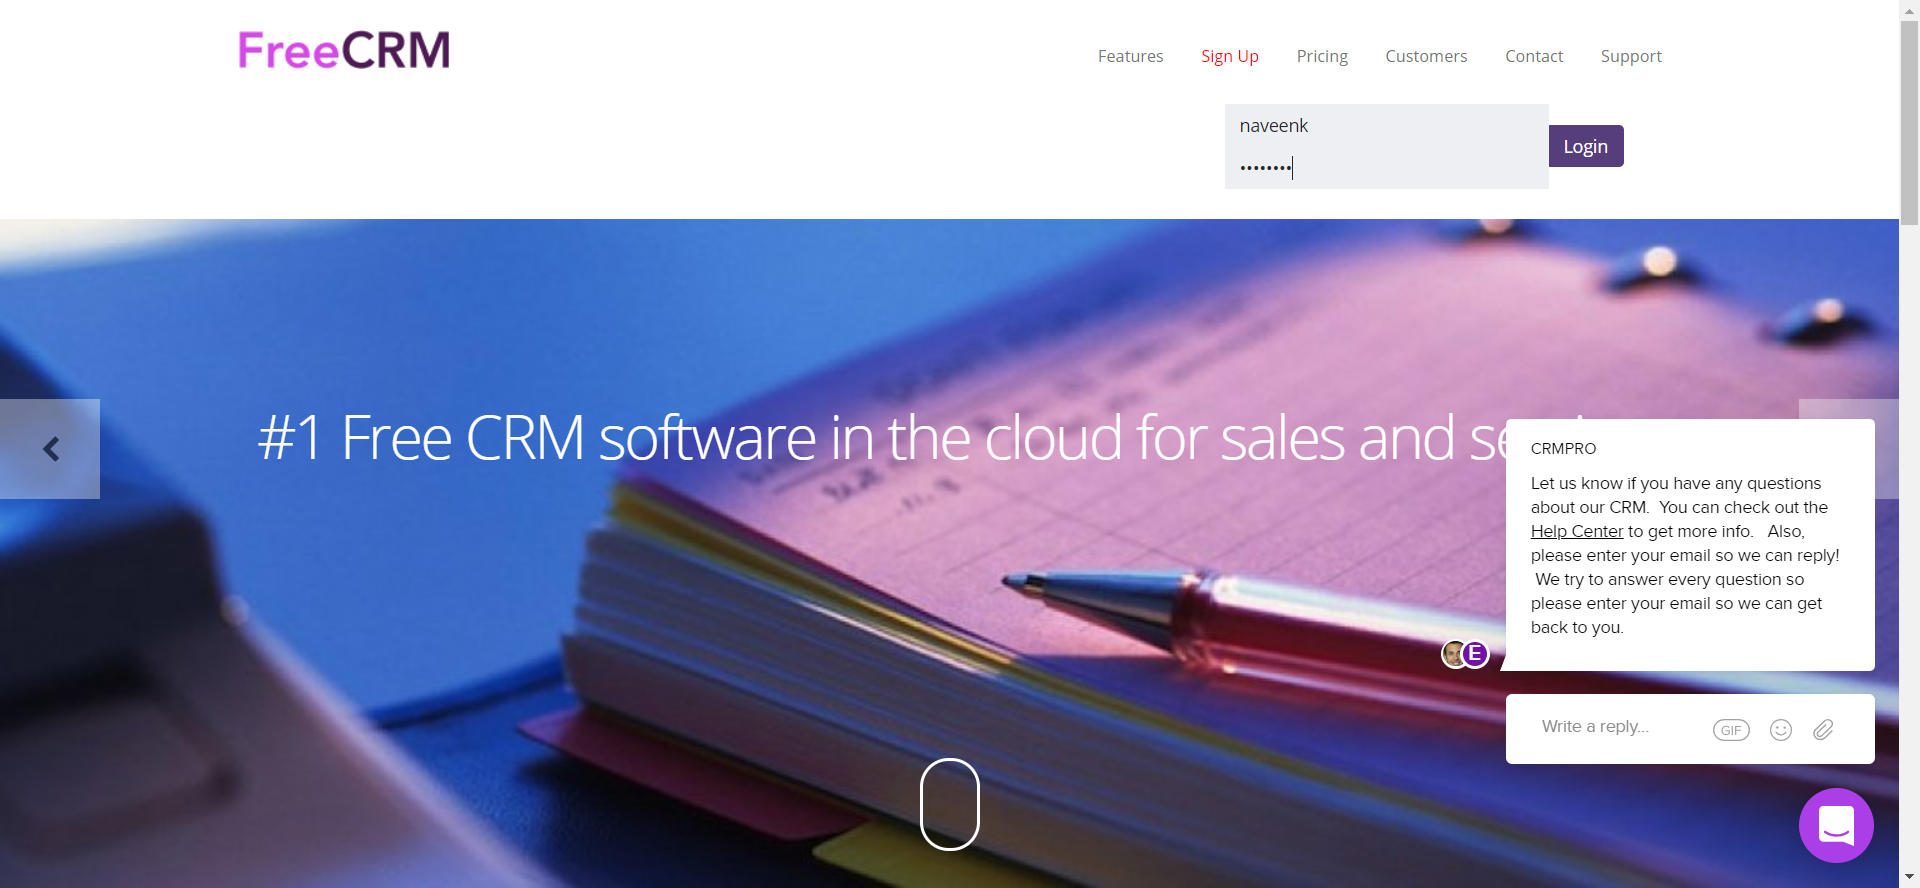 FreeCRM
Features Sign Up Pricing Customers Contact Support
naveenk
••••••••
Login
#1 Free CRM software in the cloud for sales and
CRMPRO
Let us know if you have any questions
about our CRM. You can check out the
Help Center to get more info. Also,
please enter your email so we can reply!
We try to answer every question so
please enter your email so we can get
back to you.
E
Write a reply...
GIF